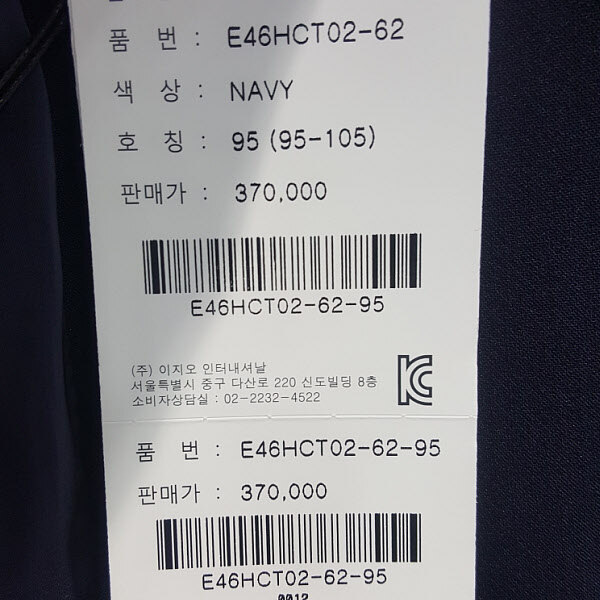 품 번 : E46HCT02-62
색 상 : NAVY
호 칭 : 95 (95-105)
판매가 : 370,000
E46HCT02-62-95
(주) 이지오 인터내셔날
서울특별시 중구 다산로 220 신도빌딩 8층
소비자상담실 : 02-2232-4522
품 번 : E46HCT02-62-95
판매가 : 370,000
E46HCT02-62-95
0012